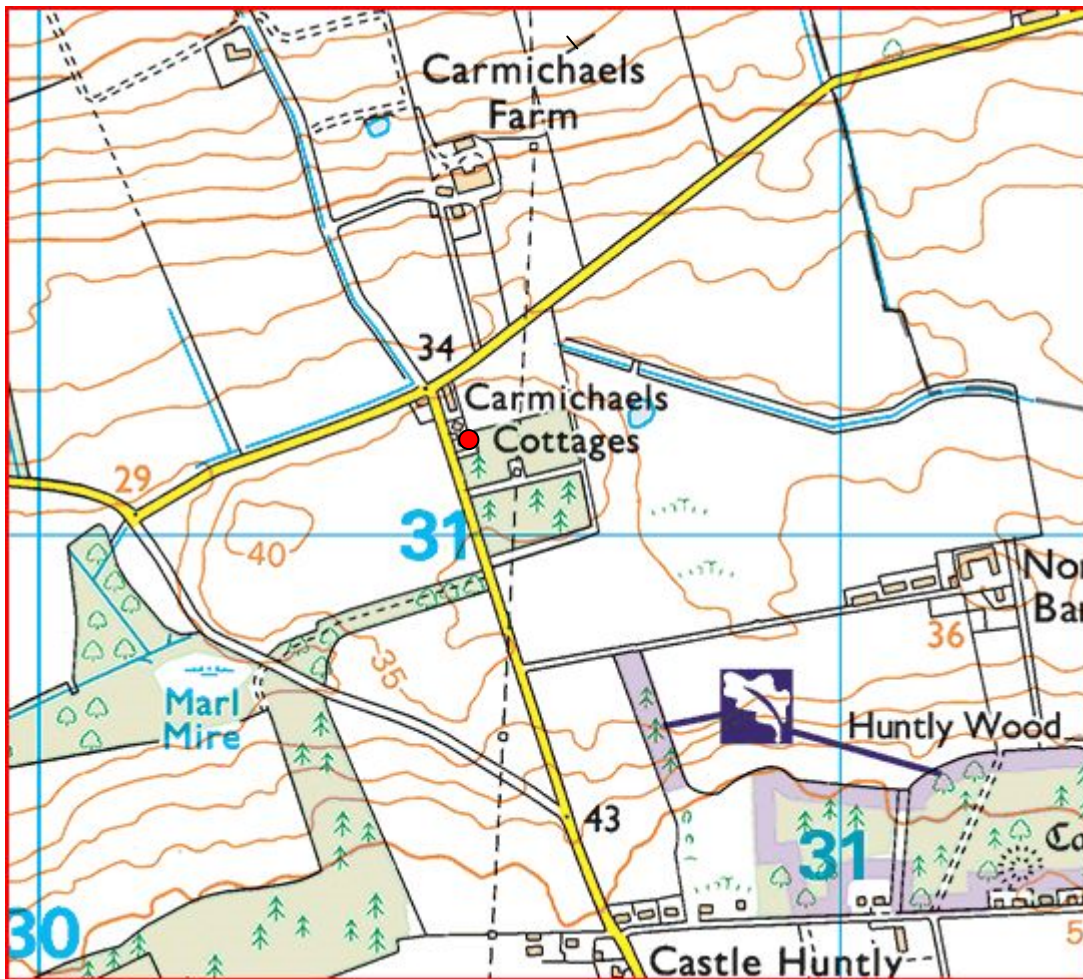 Carmichaels
Farm
34
Carmichaels
Cottages
29
31
40
36
35
Marl
Mire
Huntly Wood
43
31
30
Castle Huntly